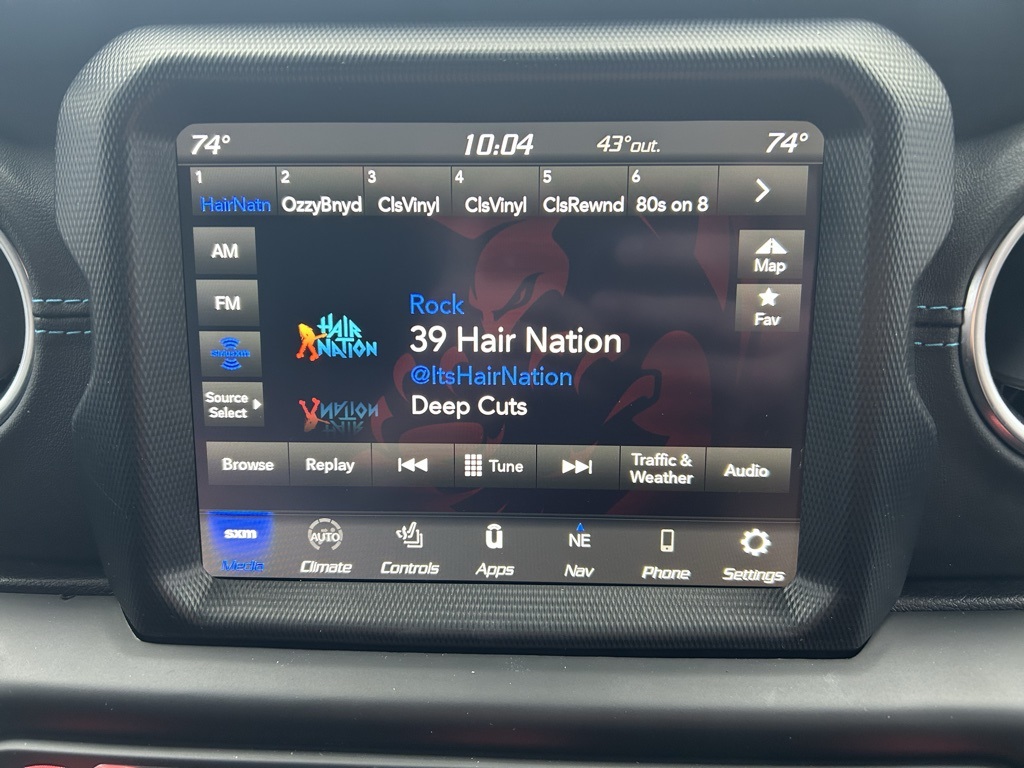 74° 10:04 43°out. 74°
1 2 3 4 5 6
HairNatn OzzyBnyd ClsVinyl ClsVinyl ClsRewnd 80s on 8
AM
Map
FM
Fav
HAIR
NATION
Rock
39 Hair Nation
@ItsHairNation
Deep Cuts
Source
Select
Browse Replay Tune Traffic &
Weather Audio
sxm AUTO NE
Media Climate Controls Apps Nav Phone Settings